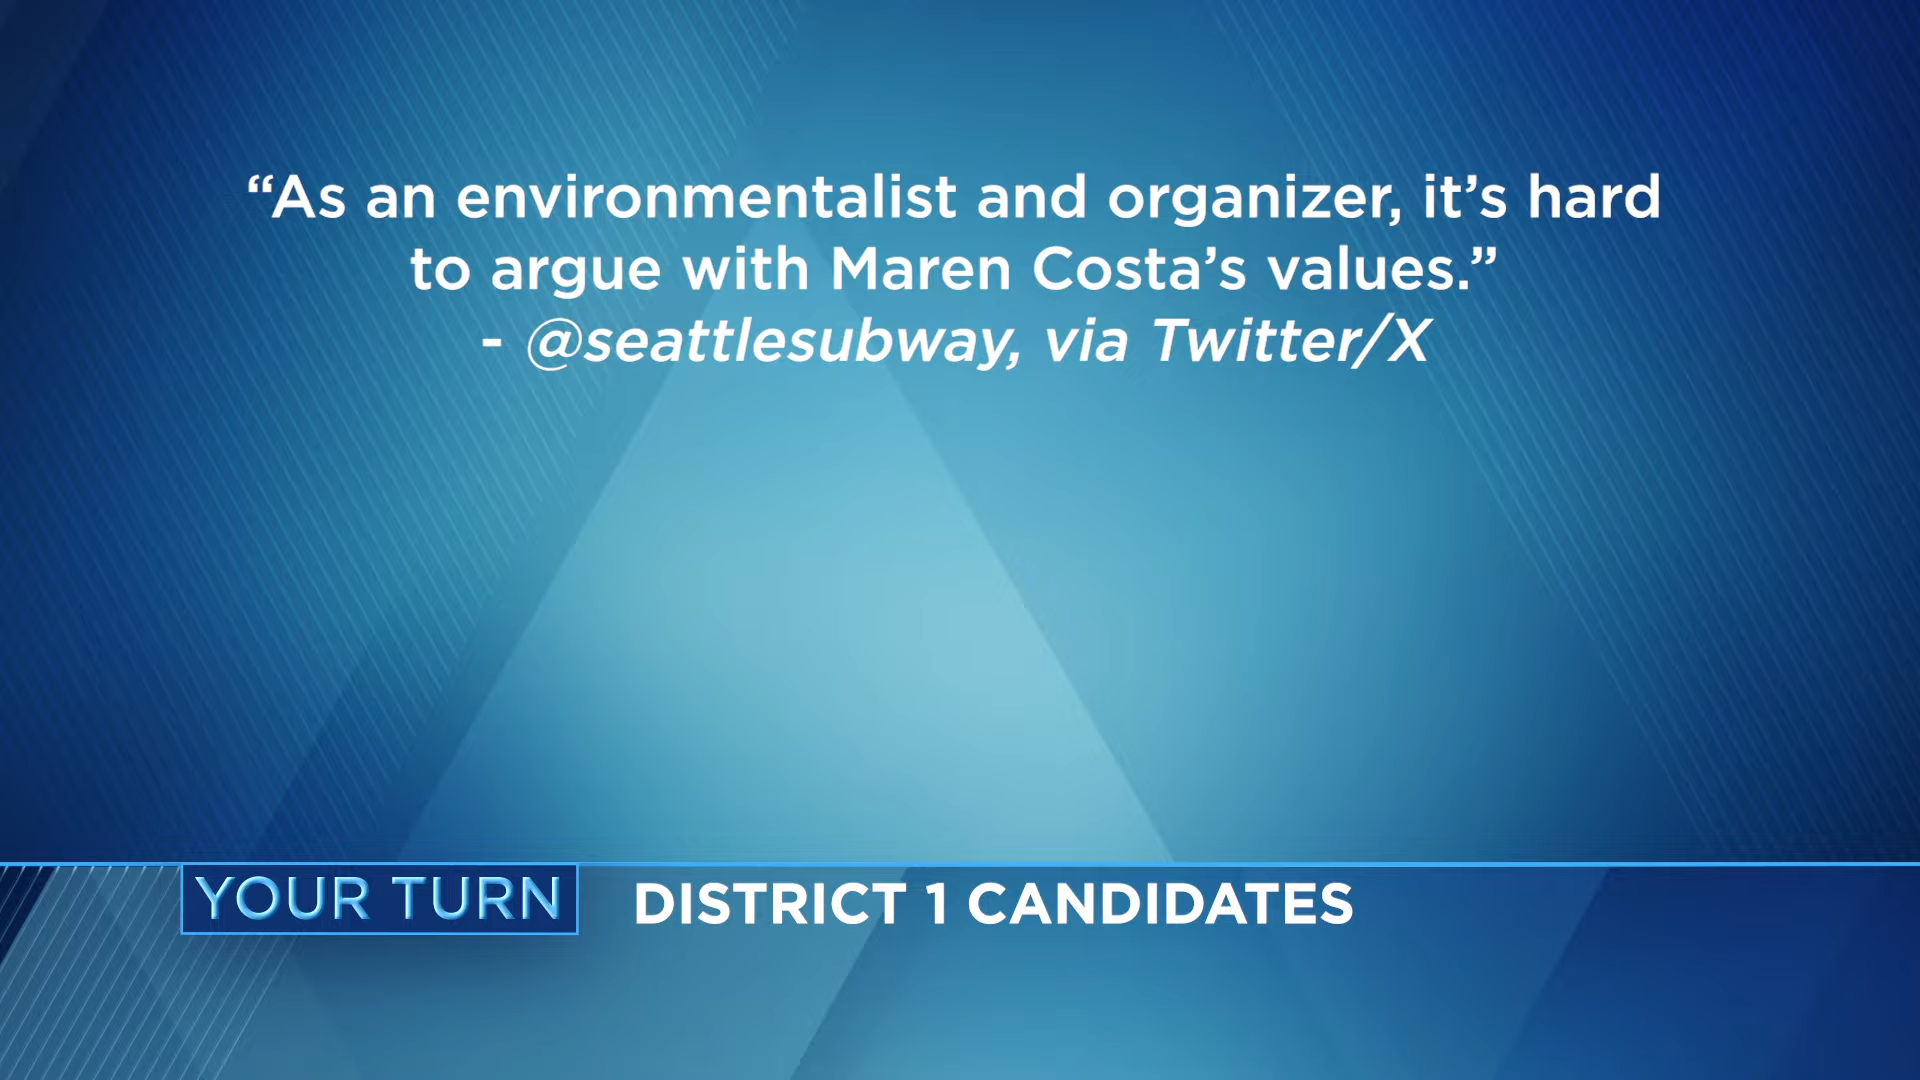 “As an environmentalist and organizer, it’s hard
to argue with Maren Costa’s values.”
- @seattlesubway, via Twitter/X
YOUR TURN
DISTRICT 1 CANDIDATES